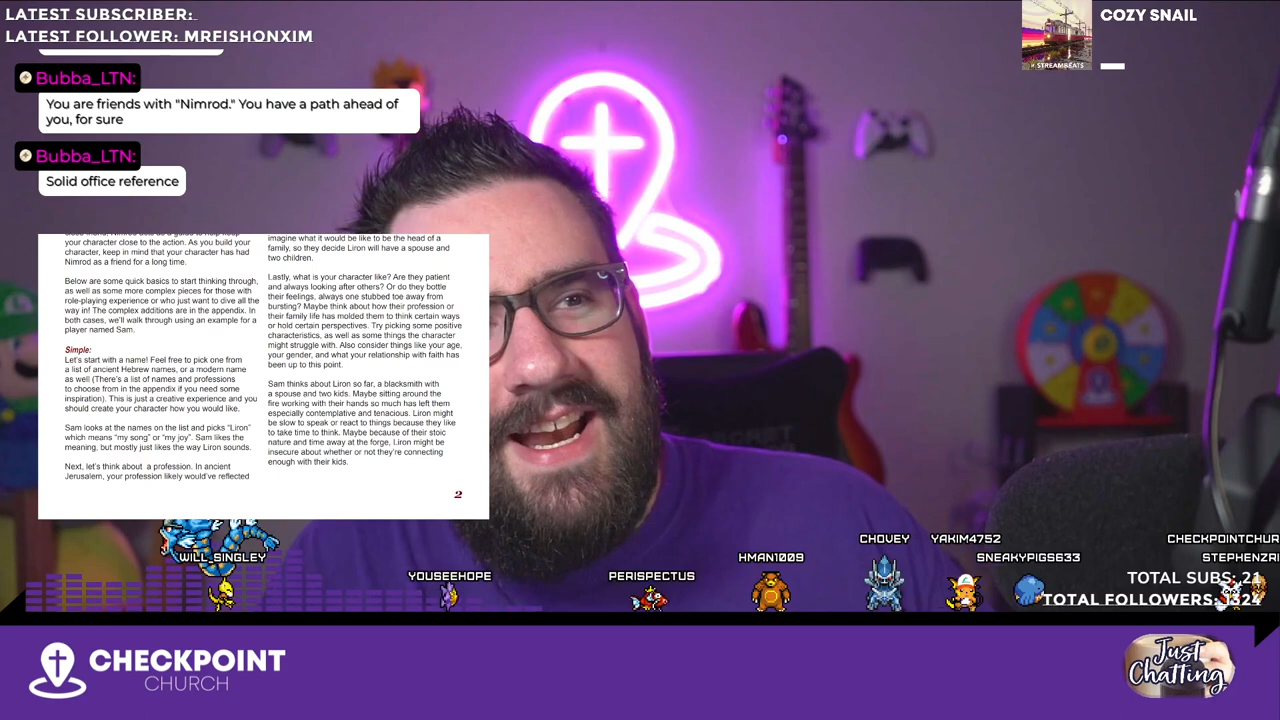 LATEST SUBSCRIBER:
LATEST FOLLOWER: MRFISHONXIM
COZY SNAIL
STREAMBEATS
Bubba_LTN:
You are friends with "Nimrod." You have a path ahead of
you, for sure
Bubba_LTN:
Solid office reference
your character close to the action. As you build your
character, keep in mind that your character has had
Nimrod as a friend for a long time.
Below are some quick basics to start thinking through,
as well as some more complex pieces for those with
role-playing experience or who just want to dive all the
way in! The complex additions are in the appendix. In
both cases, we'll walk through using an example for a
player named Sam.
Simple:
Let's start with a name! Feel free to pick one from
a list of ancient Hebrew names, or a modern name
as well (There's a list of names and professions
to choose from in the appendix if you need some
inspiration). This is just a creative experience and you
should create your character how you would like.
Sam looks at the names on the list and picks "Liron"
which means "my song" or "my joy". Sam likes the
meaning, but mostly just likes the way Liron sounds.
Next, let's think about a profession. In ancient
Jerusalem, your profession likely would've reflected
imagine what it would be like to be the head of a
family, so they decide Liron will have a spouse and
two children.
Lastly, what is your character like? Are they patient
and always looking after others? Or do they bottle
their feelings, always one stubbed toe away from
bursting? Maybe think about how their profession or
their family life has molded them to think certain ways
or hold certain perspectives. Try picking some positive
characteristics, as well as some things the character
might struggle with. Also consider things like your age,
your gender, and what your relationship with faith has
been up to this point.
Sam thinks about Liron so far, a blacksmith with
a spouse and two kids. Maybe sitting around the
fire working with their hands so much has left them
especially contemplative and tenacious. Liron might
be slow to speak or react to things because they like
to take time to think. Maybe because of their stoic
nature and time away at the forge, Liron might be
insecure about whether or not they're connecting
enough with their kids.
2
WILL_SINGLEY
YOUSEEHOPE
PERISPECTUS
HMAN1009
CHOVEY
YAKIM4752
SNEAKYPIGS633
CHECKPOINTCHUR
STEPHENZRI
TOTAL SUBS: 21
TOTAL FOLLOWERS: 1324
CHECKPOINT
CHURCH
Just
Chatting